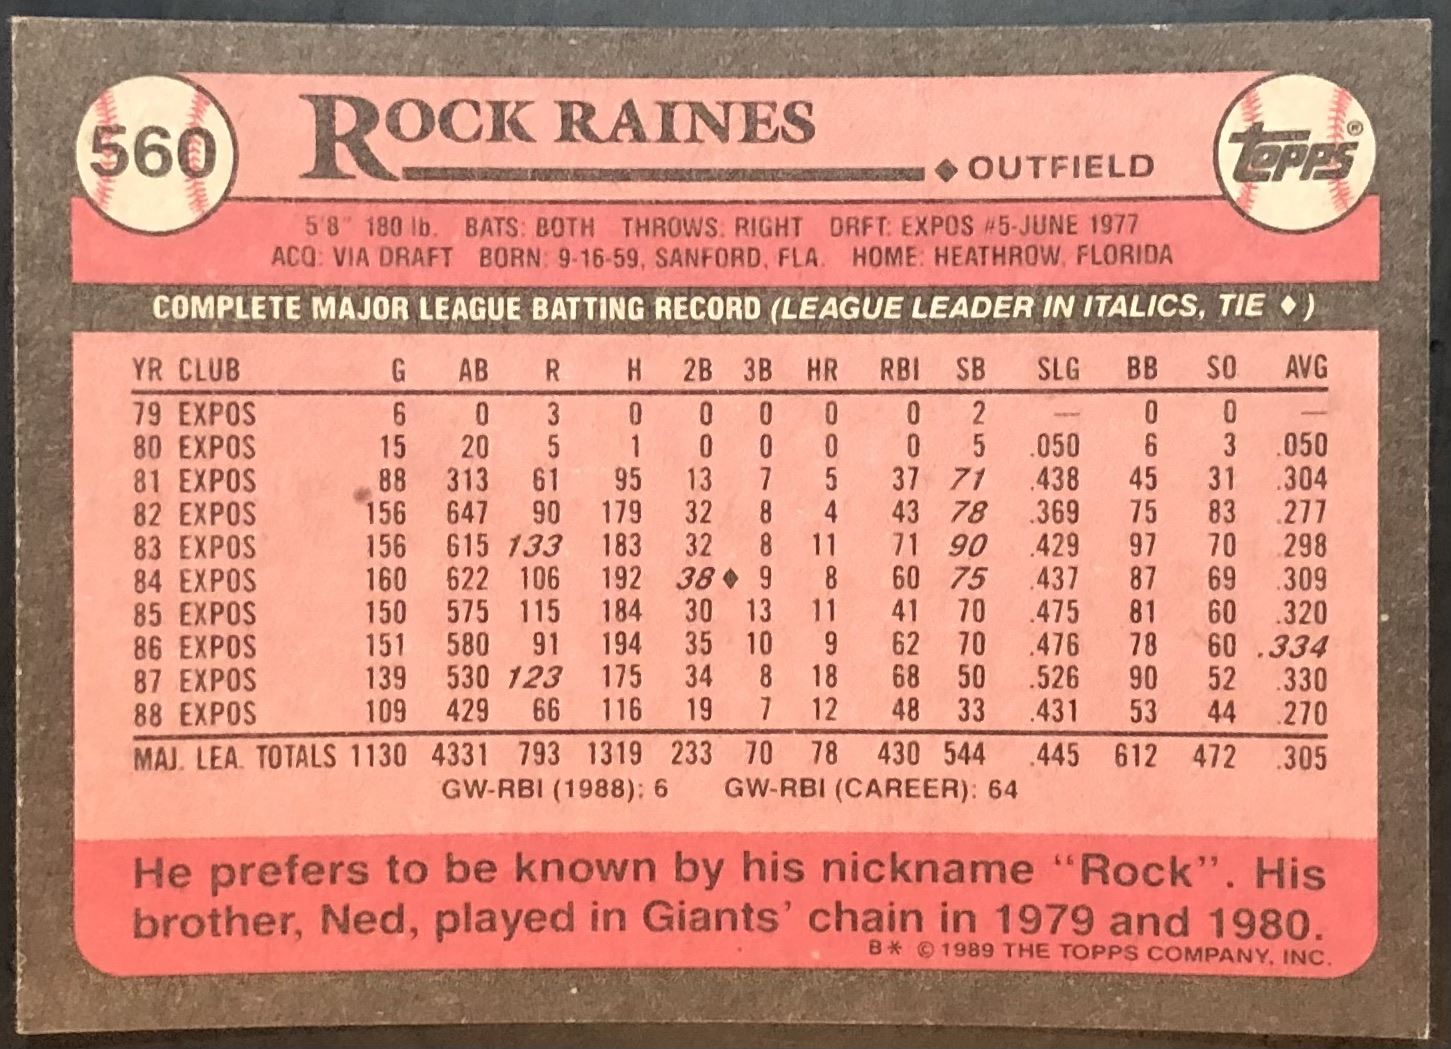 560
ROCK RAINES
♦ OUTFIELD
topps®
5'8" 180 lb. BATS: BOTH THROWS: RIGHT DRFT: EXPOS #5-JUNE 1977
ACQ: VIA DRAFT BORN: 9-16-59, SANFORD, FLA. HOME: HEATHROW, FLORIDA
COMPLETE MAJOR LEAGUE BATTING RECORD (LEAGUE LEADER IN ITALICS, TIE ♦)
YR CLUB G AB R H 2B 3B HR RBI SB SLG BB SO AVG
79 EXPOS 6 0 3 0 0 0 0 0 2 — 0 0 —
80 EXPOS 15 20 5 1 0 0 0 0 5 .050 6 3 .050
81 EXPOS 88 313 61 95 13 7 5 37 71 .438 45 31 .304
82 EXPOS 156 647 90 179 32 8 4 43 78 .369 75 83 .277
83 EXPOS 156 615 133 183 32 8 11 71 90 .429 97 70 .298
84 EXPOS 160 622 106 192 38♦ 9 8 60 75 .437 87 69 .309
85 EXPOS 150 575 115 184 30 13 11 41 70 .475 81 60 .320
86 EXPOS 151 580 91 194 35 10 9 62 70 .476 78 60 .334
87 EXPOS 139 530 123 175 34 8 18 68 50 .526 90 52 .330
88 EXPOS 109 429 66 116 19 7 12 48 33 .431 53 44 .270
MAJ. LEA. TOTALS 1130 4331 793 1319 233 70 78 430 544 .445 612 472 .305
GW-RBI (1988): 6 GW-RBI (CAREER): 64
He prefers to be known by his nickname "Rock". His
brother, Ned, played in Giants' chain in 1979 and 1980.
B* © 1989 THE TOPPS COMPANY, INC.